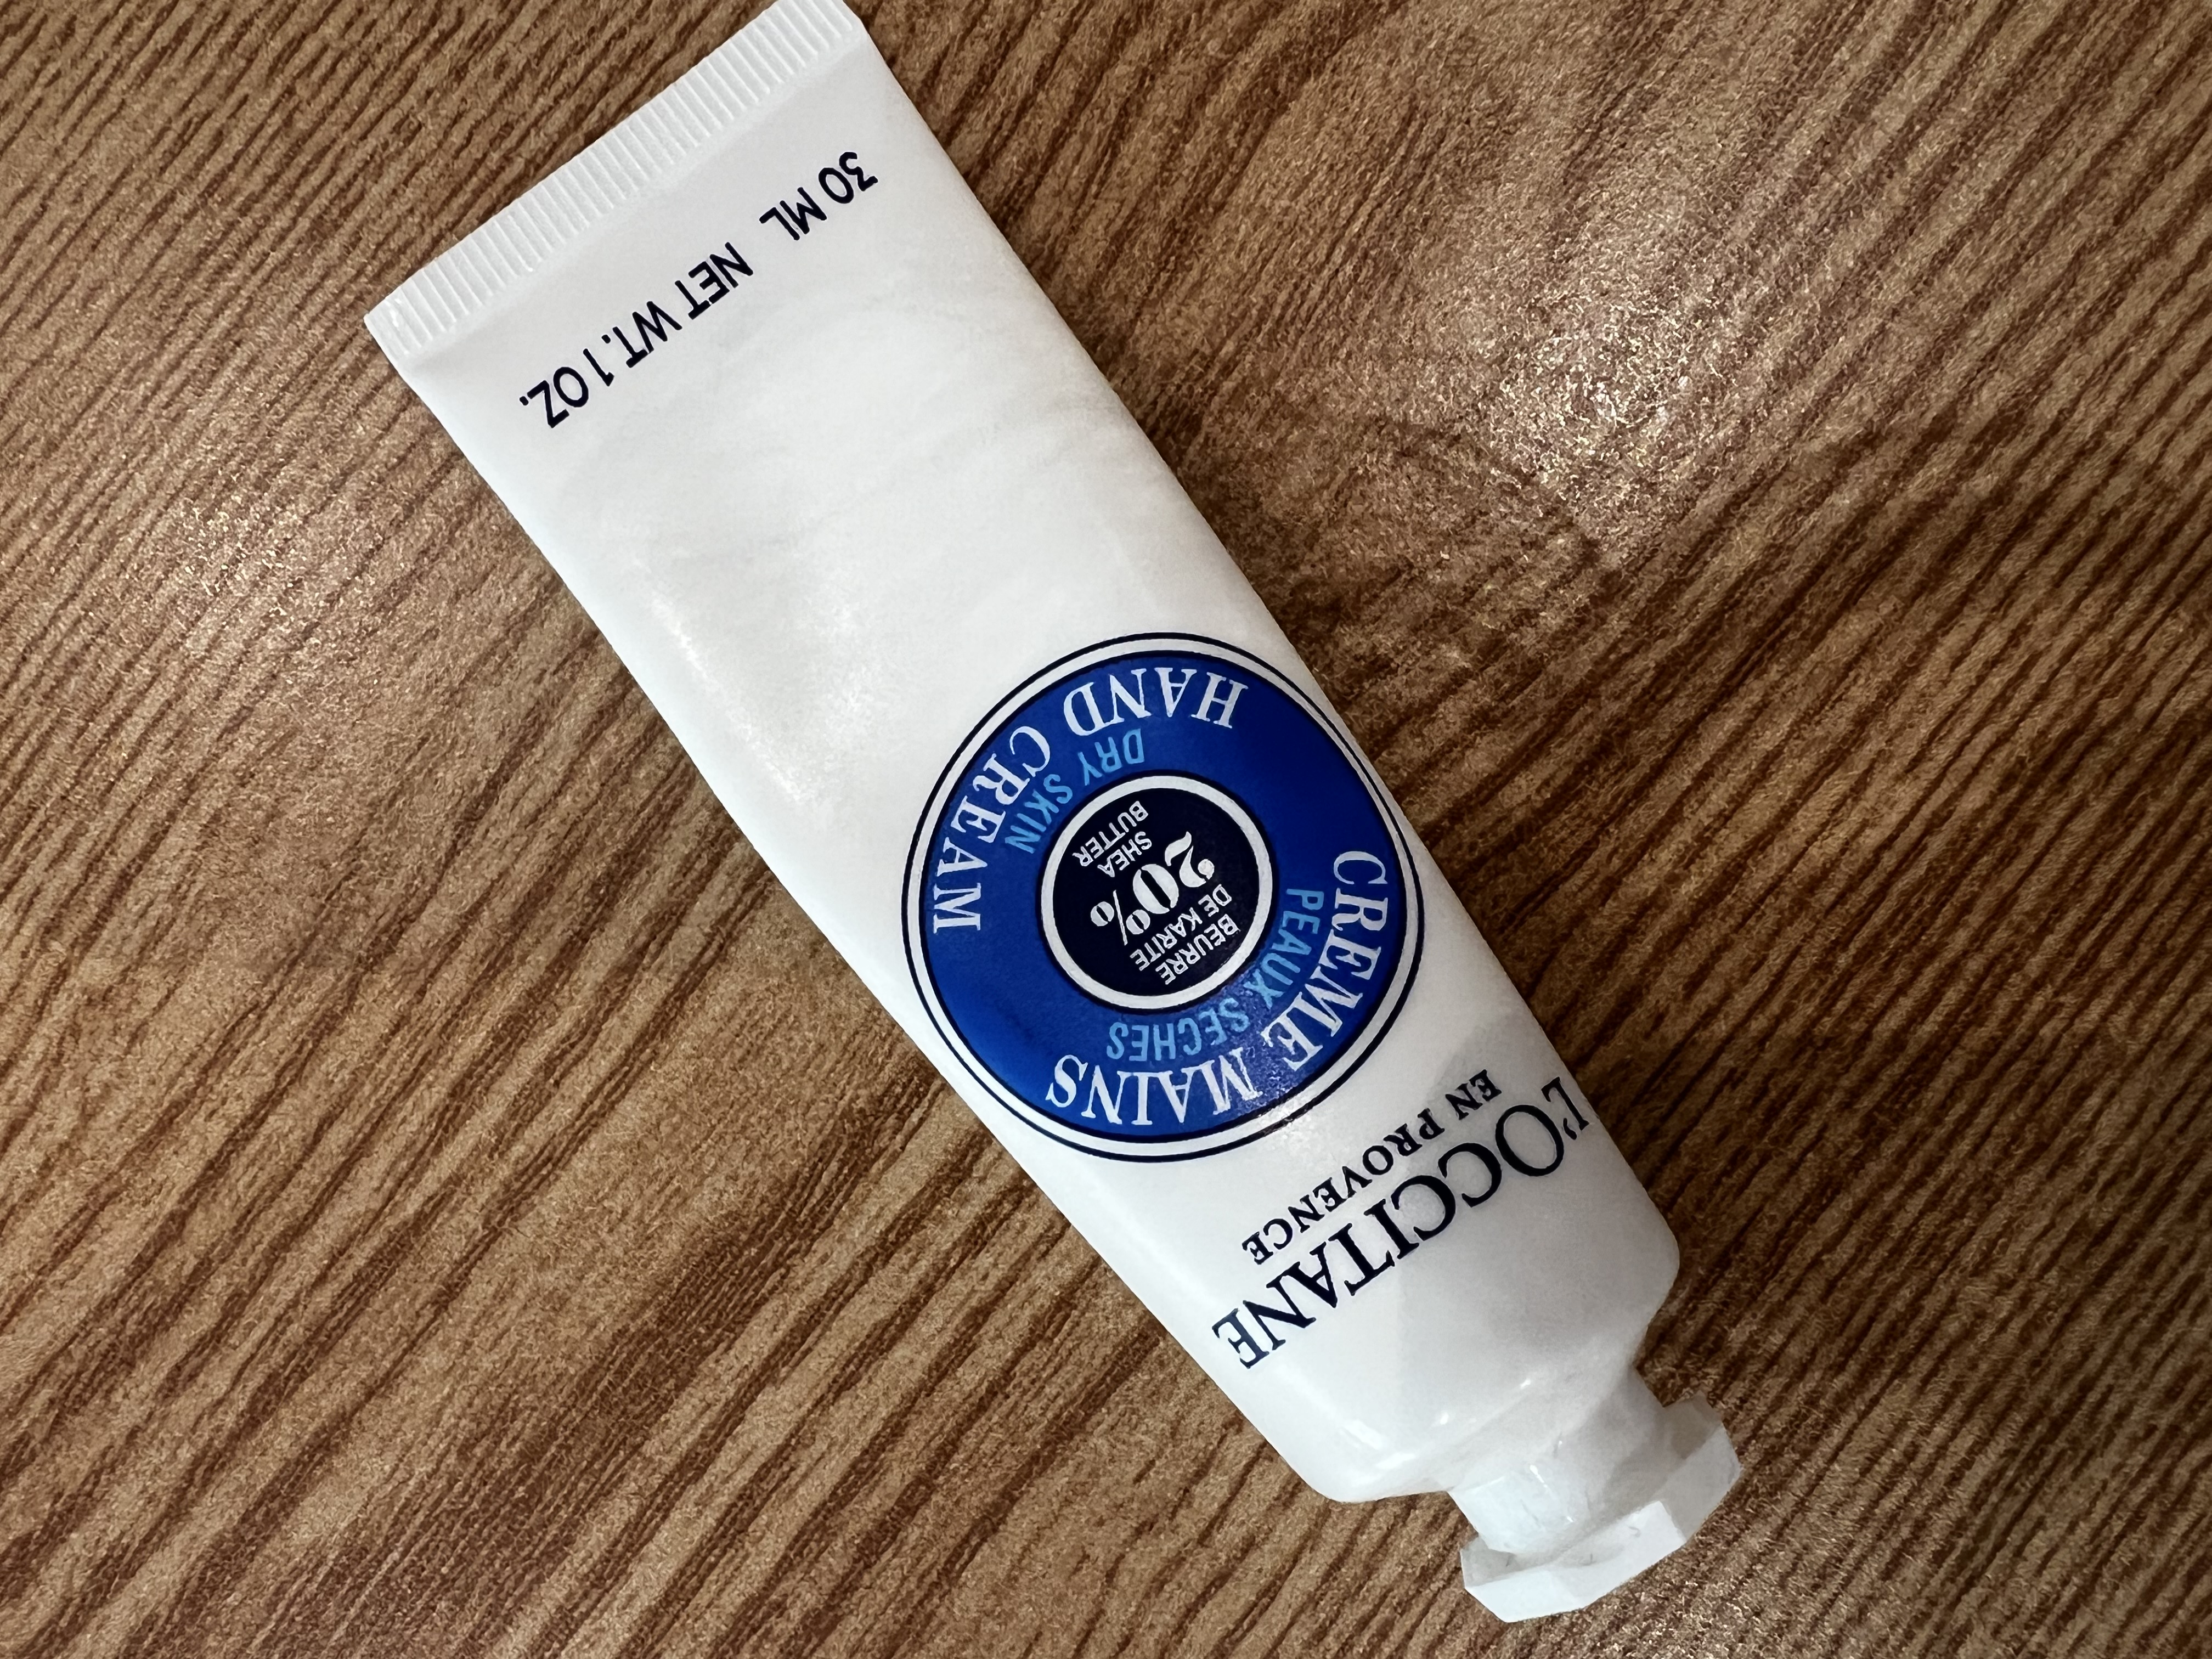 L'OCCITANE
EN PROVENCE
CREME MAINS
PEAUX SECHES
BEURRE
DE KARITE
20%
SHEA
BUTTER
DRY SKIN
HAND CREAM
30 ML NET WT. 1 OZ.